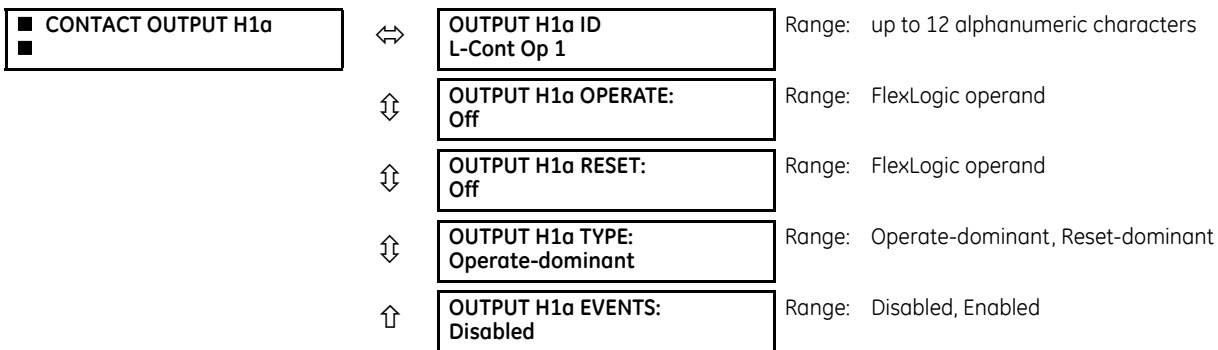 ■ CONTACT OUTPUT H1a
■
OUTPUT H1a ID
L-Cont Op 1
Range: up to 12 alphanumeric characters
OUTPUT H1a OPERATE:
Off
Range: FlexLogic operand
OUTPUT H1a RESET:
Off
Range: FlexLogic operand
OUTPUT H1a TYPE:
Operate-dominant
Range: Operate-dominant, Reset-dominant
OUTPUT H1a EVENTS:
Disabled
Range: Disabled, Enabled